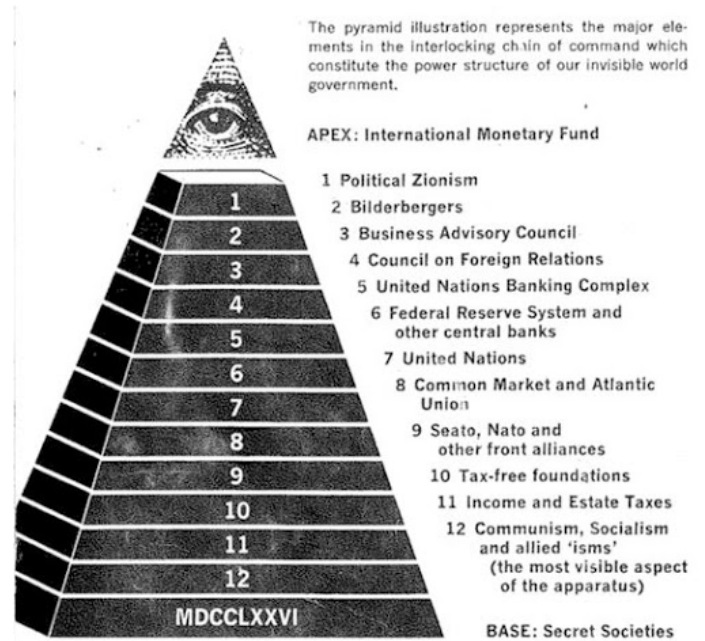 The pyramid illustration represents the major ele-
ments in the interlocking chain of command which
constitute the power structure of our invisible world
government.
APEX: International Monetary Fund
1 Political Zionism
2 Bilderbergers
3 Business Advisory Council
4 Council on Foreign Relations
5 United Nations Banking Complex
6 Federal Reserve System and
other central banks
7 United Nations
8 Common Market and Atlantic
Union
9 Seato, Nato and
other front alliances
10 Tax-free foundations
11 Income and Estate Taxes
12 Communism, Socialism
and allied ‘isms’
(the most visible aspect
of the apparatus)
BASE: Secret Societies
1
2
3
4
5
6
7
8
9
10
11
12
MDCCLXXVI